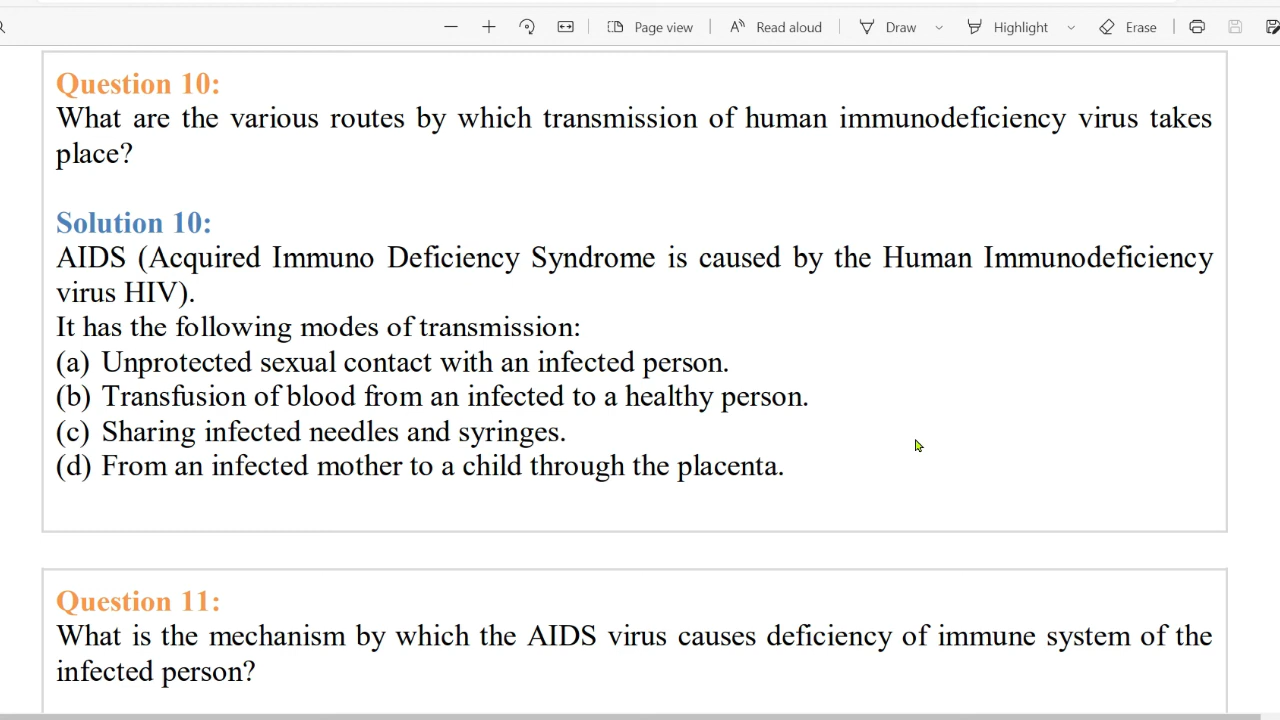 Page view
Read aloud
Draw
Highlight
Erase
Question 10:
What are the various routes by which transmission of human immunodeficiency virus takes
place?
Solution 10:
AIDS (Acquired Immuno Deficiency Syndrome is caused by the Human Immunodeficiency
virus HIV).
It has the following modes of transmission:
(a) Unprotected sexual contact with an infected person.
(b) Transfusion of blood from an infected to a healthy person.
(c) Sharing infected needles and syringes.
(d) From an infected mother to a child through the placenta.
Question 11:
What is the mechanism by which the AIDS virus causes deficiency of immune system of the
infected person?